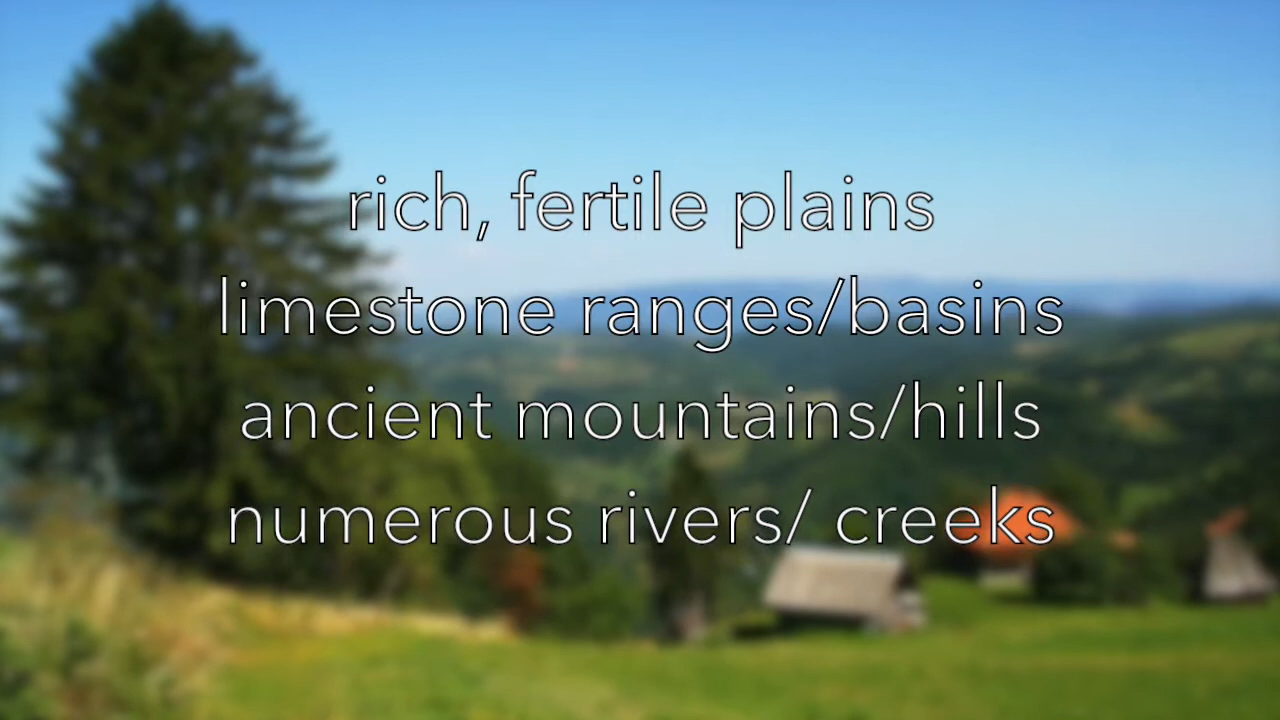 rich, fertile plains
limestone ranges/basins
ancient mountains/hills
numerous rivers/ creeks